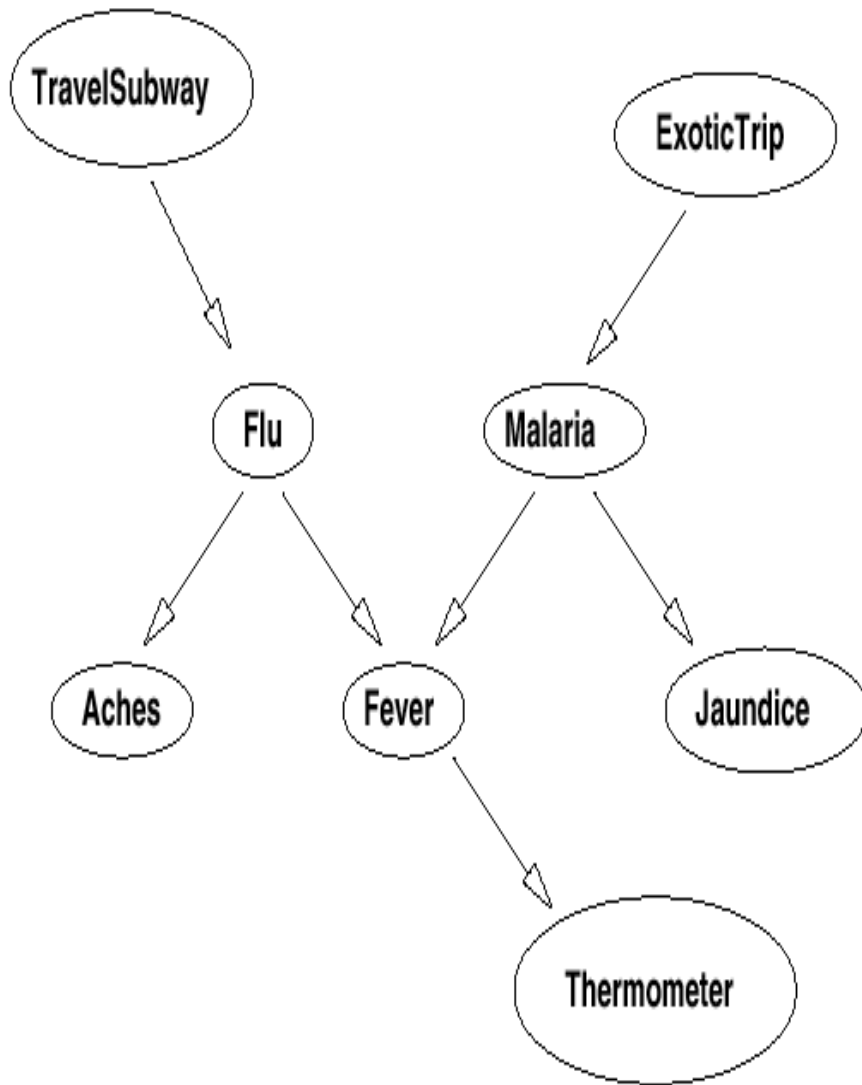 TravelSubway
ExoticTrip
Flu
Malaria
Aches
Fever
Jaundice
Thermometer